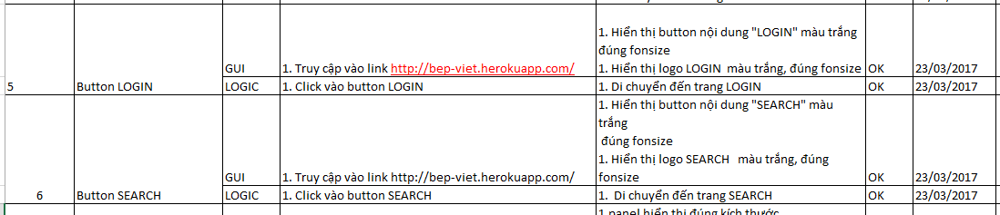 1. Hiển thị button nội dung "LOGIN" màu trắng
đúng fonsize
GUI 1. Truy cập vào link http://bep-viet.herokuapp.com/ 1. Hiển thị logo LOGIN màu trắng, đúng fonsize OK 23/03/2017
5 Button LOGIN LOGIC 1. Click vào button LOGIN 1. Di chuyển đến trang LOGIN OK 23/03/2017
1. Hiển thị button nội dung "SEARCH" màu
trắng
đúng fonsize
1. Hiển thị logo SEARCH màu trắng, đúng
GUI 1. Truy cập vào link http://bep-viet.herokuapp.com/ fonsize OK 23/03/2017
6 Button SEARCH LOGIC 1. Click vào button SEARCH 1. Di chuyển đến trang SEARCH OK 23/03/2017
1.panel hiển thị đúng kích thước